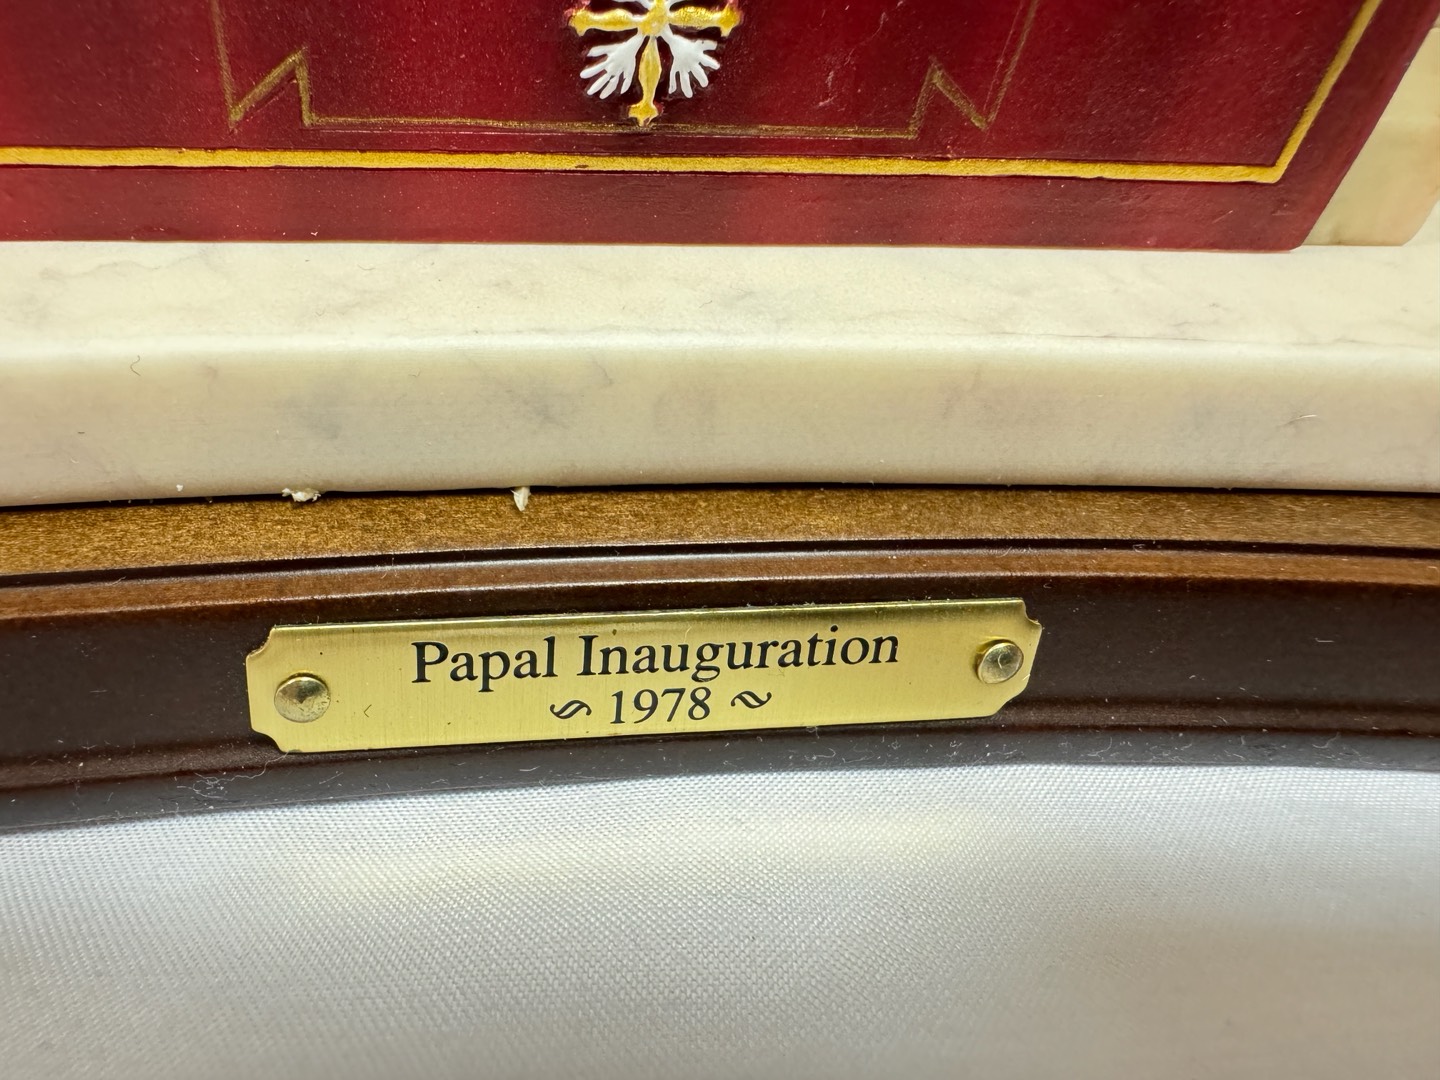 Papal Inauguration
~ 1978 ~